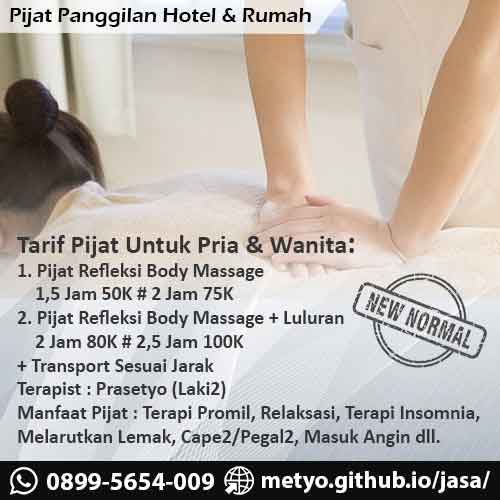 Pijat Panggilan Hotel & Rumah
Tarif Pijat Untuk Pria & Wanita:
1. Pijat Refleksi Body Massage
1,5 Jam 50K # 2 Jam 75K
2. Pijat Refleksi Body Massage + Luluran
2 Jam 80K # 2,5 Jam 100K
+ Transport Sesuai Jarak
Terapist : Prasetyo (Laki2)
Manfaat Pijat : Terapi Promil, Relaksasi, Terapi Insomnia,
Melarutkan Lemak, Cape2/Pegal2, Masuk Angin dll.
NEW NORMAL
0899-5654-009 metyo.github.io/jasa/